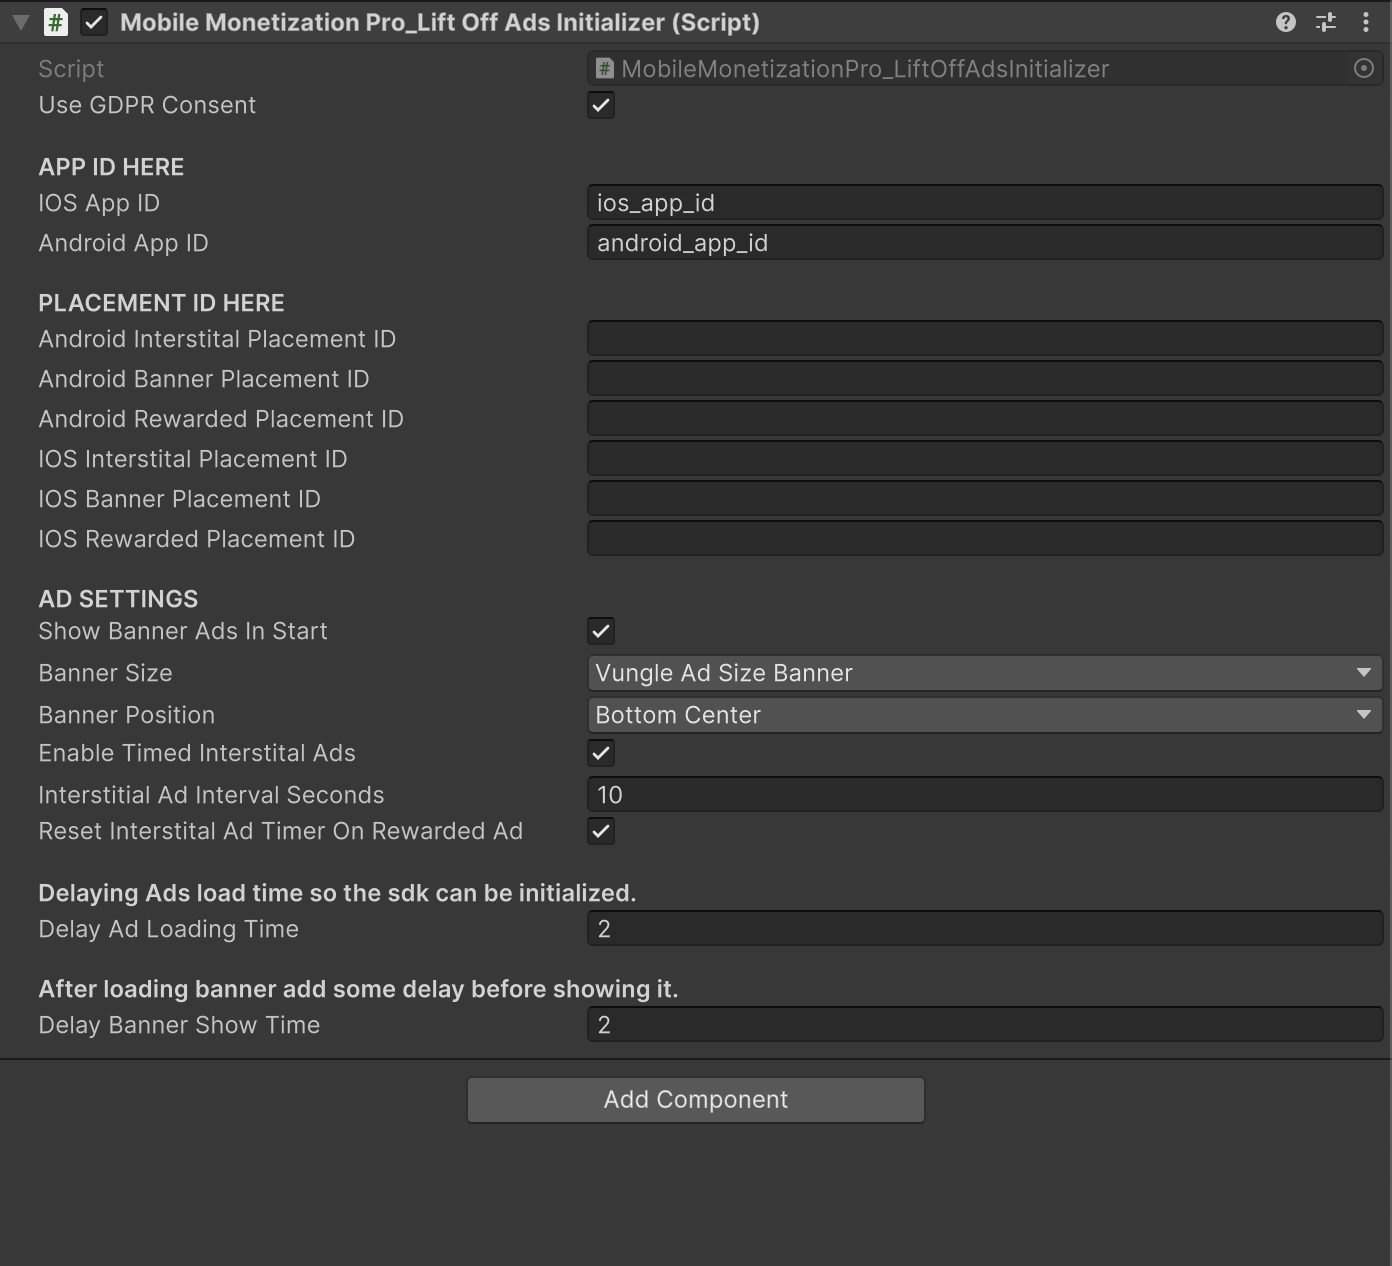 Mobile Monetization Pro_Lift Off Ads Initializer (Script)
Script # MobileMonetizationPro_LiftOffAdsInitializer
Use GDPR Consent
APP ID HERE
IOS App ID ios_app_id
Android App ID android_app_id
PLACEMENT ID HERE
Android Interstital Placement ID
Android Banner Placement ID
Android Rewarded Placement ID
IOS Interstital Placement ID
IOS Banner Placement ID
IOS Rewarded Placement ID
AD SETTINGS
Show Banner Ads In Start
Banner Size Vungle Ad Size Banner
Banner Position Bottom Center
Enable Timed Interstital Ads
Interstitial Ad Interval Seconds 10
Reset Interstital Ad Timer On Rewarded Ad
Delaying Ads load time so the sdk can be initialized.
Delay Ad Loading Time 2
After loading banner add some delay before showing it.
Delay Banner Show Time 2
Add Component